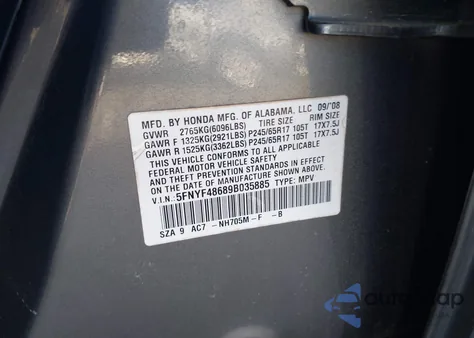 MFD. BY HONDA MFG. OF ALABAMA, LLC 09/'08
GVWR 2765KG(6096LBS) TIRE SIZE RIM SIZE
GAWR F 1325KG(2921LBS) P245/65R17 105T 17X7.5J
GAWR R 1525KG(3362LBS) P245/65R17 105T 17X7.5J
THIS VEHICLE CONFORMS TO ALL APPLICABLE
FEDERAL MOTOR VEHICLE SAFETY
AND THEFT PREVENTION STANDARDS IN EFFECT
ON THE DATE OF MANUFACTURE SHOWN ABOVE.
V.I.N.: 5FNYF48689B035885 TYPE: MPV
SZA 9 AC7 -NH705M-F -B